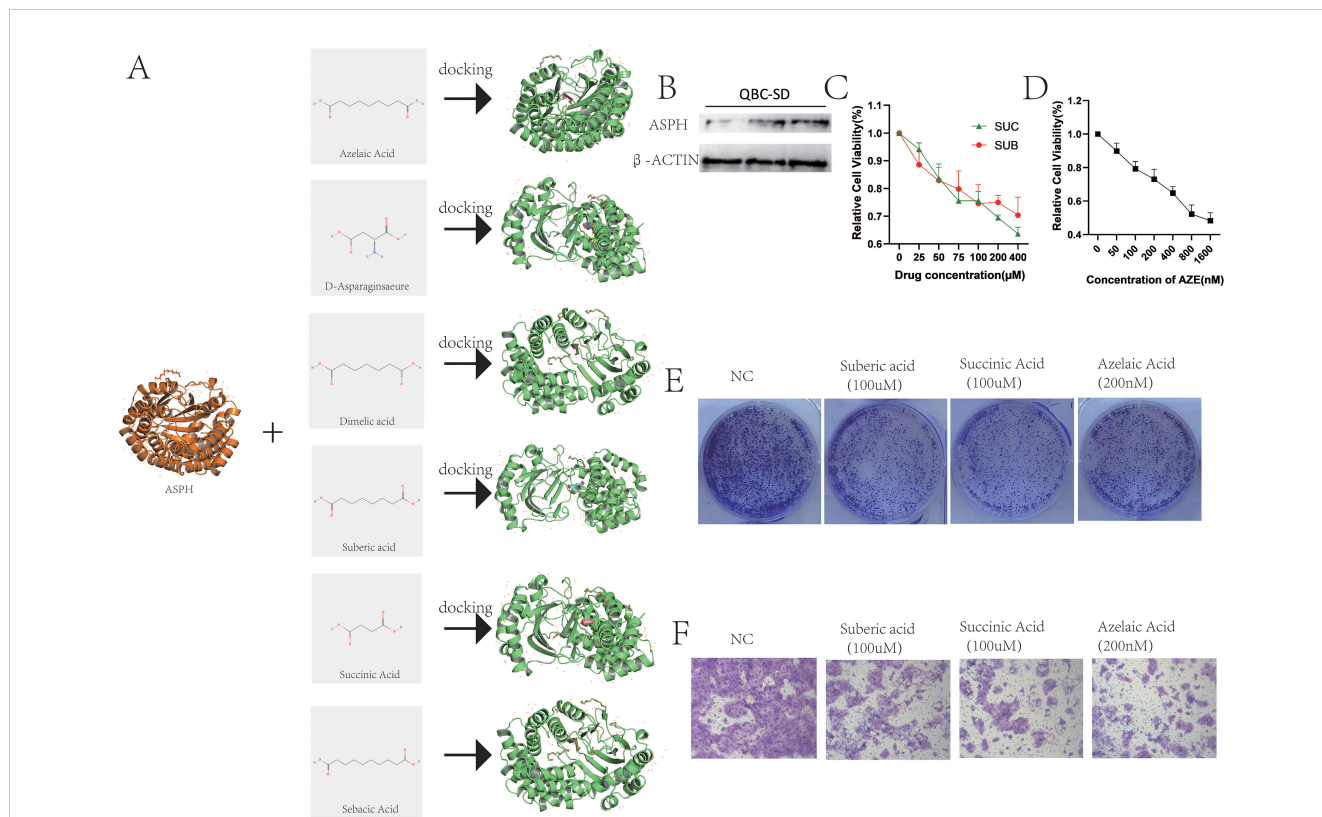 A
docking
Azelaic Acid
docking
D-Asparaginsaeure
docking
Dimelic acid
docking
Suberic acid
docking
Succinic Acid
Sebacic Acid
ASPH
+
B
QBC-SD
ASPH
β-ACTIN
C
Relative Cell Viability(%)
1.1
1.0
0.9
0.8
0.7
0.6
SUC
SUB
0 25 50 75 100 200 400
Drug concentration(μM)
D
Relative Cell Viability(%)
1.2
1.0
0.8
0.6
0.4
0 50 100 200 400 800 1600
Concentration of AZE(nM)
E
NC
Suberic acid
(100uM)
Succinic Acid
(100uM)
Azelaic Acid
(200nM)
F
NC
Suberic acid
(100uM)
Succinic Acid
(100uM)
Azelaic Acid
(200nM)